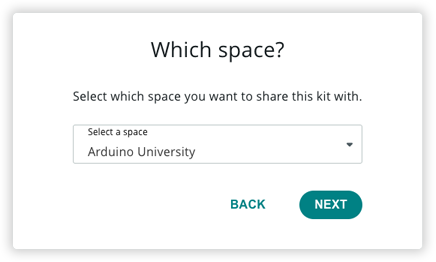 Which space?
Select which space you want to share this kit with.
Select a space
Arduino University
BACK NEXT